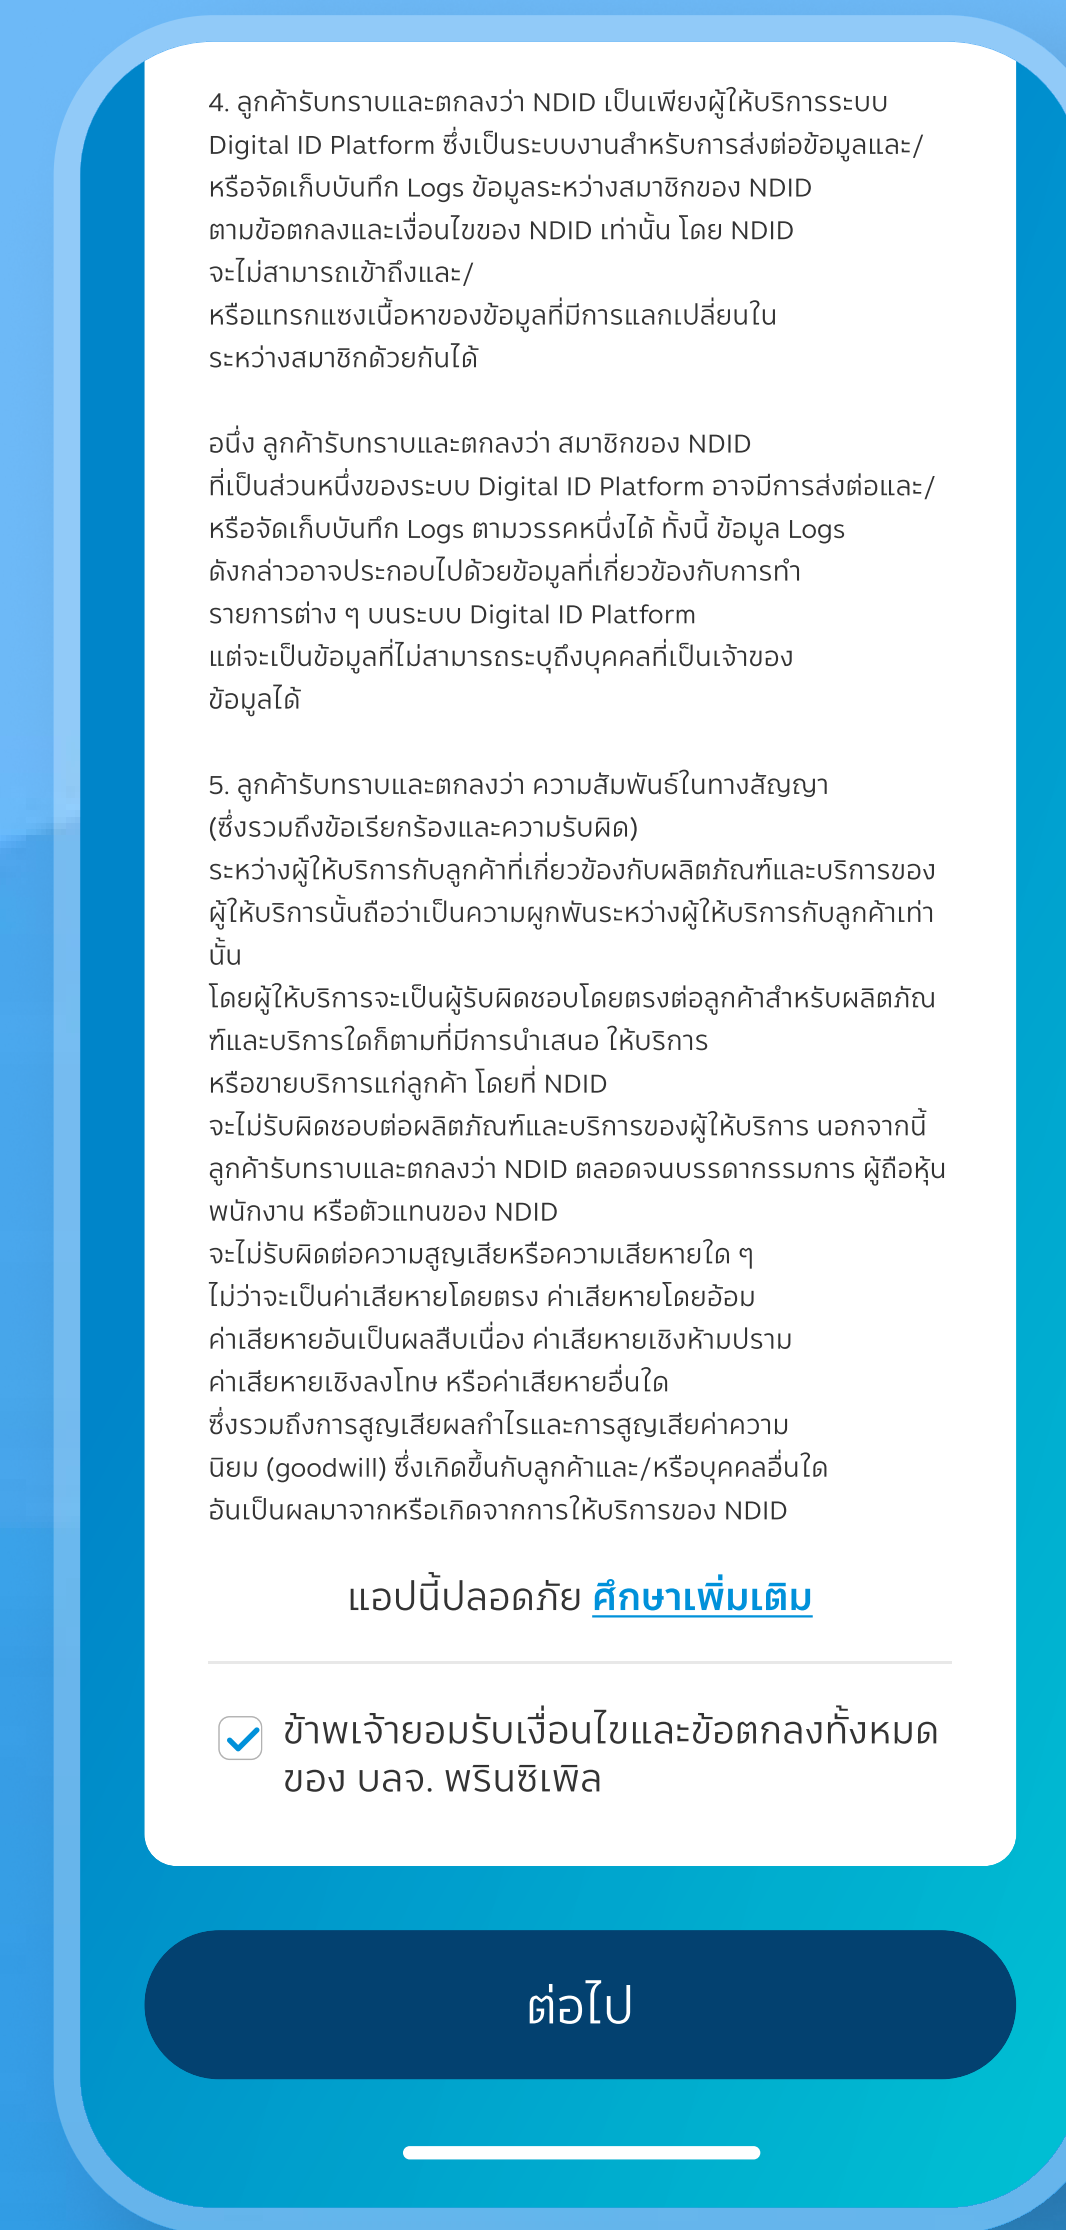 4. ลูกค้ารับทราบและตกลงว่า NDID เป็นเพียงผู้ให้บริการระบบ
Digital ID Platform ซึ่งเป็นระบบงานสำหรับการส่งต่อข้อมูลและ/
หรือจัดเก็บบันทึก Logs ข้อมูลระหว่างสมาชิกของ NDID
ตามข้อตกลงและเงื่อนไขของ NDID เท่านั้น โดย NDID
จะไม่สามารถเข้าถึงและ/
หรือแทรกแซงเนื้อหาของข้อมูลที่มีการแลกเปลี่ยนใน
ระหว่างสมาชิกด้วยกันได้
อนึ่ง ลูกค้ารับทราบและตกลงว่า สมาชิกของ NDID
ที่เป็นส่วนหนึ่งของระบบ Digital ID Platform อาจมีการส่งต่อและ/
หรือจัดเก็บบันทึก Logs ตามวรรคหนึ่งได้ ทั้งนี้ ข้อมูล Logs
ดังกล่าวอาจประกอบไปด้วยข้อมูลที่เกี่ยวข้องกับการทำ
รายการต่าง ๆ บนระบบ Digital ID Platform
แต่จะเป็นข้อมูลที่ไม่สามารถระบุถึงบุคคลที่เป็นเจ้าของ
ข้อมูลได้
5. ลูกค้ารับทราบและตกลงว่า ความสัมพันธ์ในทางสัญญา
(ซึ่งรวมถึงข้อเรียกร้องและความรับผิด)
ระหว่างผู้ให้บริการกับลูกค้าที่เกี่ยวข้องกับผลิตภัณฑ์และบริการของ
ผู้ให้บริการนั้นถือว่าเป็นความผูกพันระหว่างผู้ให้บริการกับลูกค้าเท่า
นั้น
โดยผู้ให้บริการจะเป็นผู้รับผิดชอบโดยตรงต่อลูกค้าสำหรับผลิตภัณ
ฑ์และบริการใดก็ตามที่มีการนำเสนอ ให้บริการ
หรือขายบริการแก่ลูกค้า โดยที่ NDID
จะไม่รับผิดชอบต่อผลิตภัณฑ์และบริการของผู้ให้บริการ นอกจากนี้
ลูกค้ารับทราบและตกลงว่า NDID ตลอดจนบรรดากรรมการ ผู้ถือหุ้น
พนักงาน หรือตัวแทนของ NDID
จะไม่รับผิดต่อความสูญเสียหรือความเสียหายใด ๆ
ไม่ว่าจะเป็นค่าเสียหายโดยตรง ค่าเสียหายโดยอ้อม
ค่าเสียหายอันเป็นผลสืบเนื่อง ค่าเสียหายเชิงห้ามปราม
ค่าเสียหายเชิงลงโทษ หรือค่าเสียหายอื่นใด
ซึ่งรวมถึงการสูญเสียผลกำไรและการสูญเสียค่าความ
นิยม (goodwill) ซึ่งเกิดขึ้นกับลูกค้าและ/หรือบุคคลอื่นใด
อันเป็นผลมาจากหรือเกิดจากการให้บริการของ NDID
แอปนี้ปลอดภัย ศึกษาเพิ่มเติม
ข้าพเจ้ายอมรับเงื่อนไขและข้อตกลงทั้งหมด
ของ บลจ. พรินซิเพิล
ต่อไป